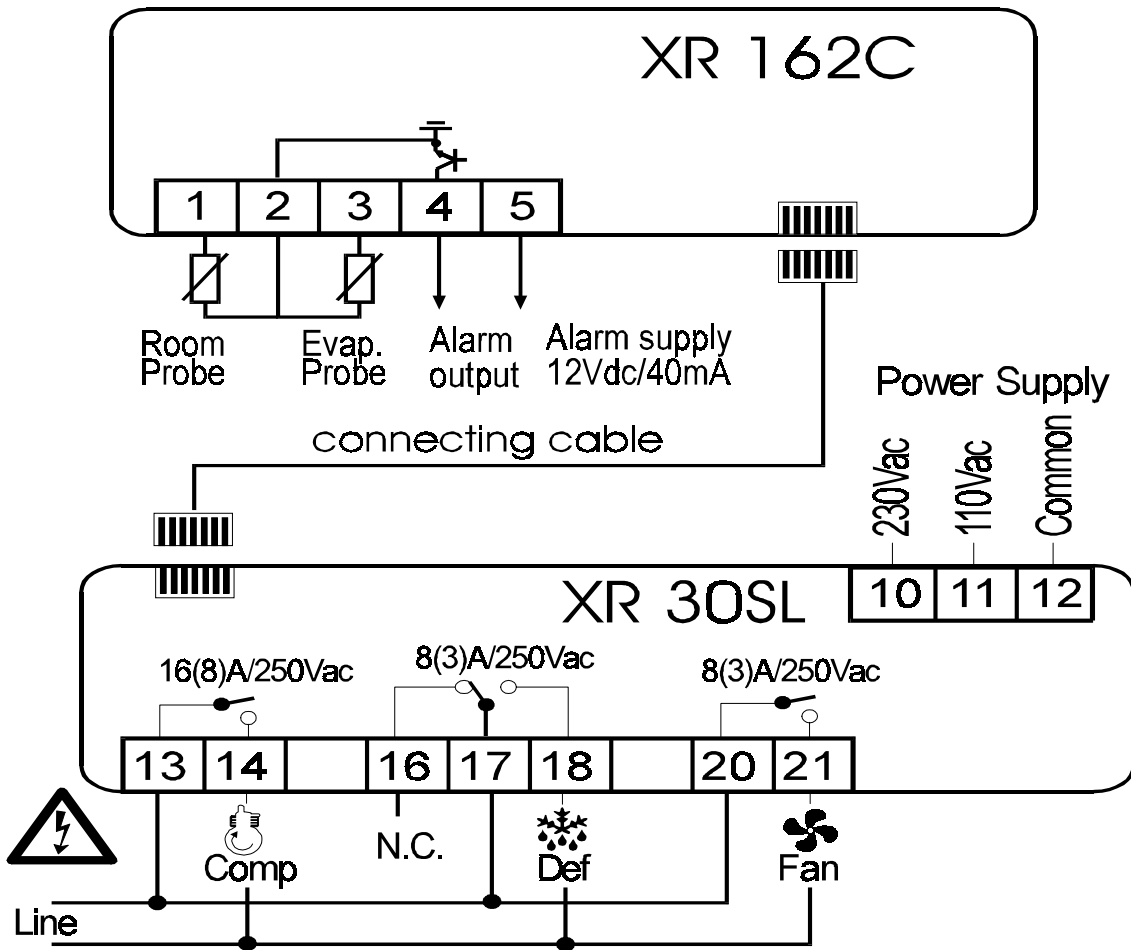 XR 162C
1 2 3 4 5
Room
Probe
Evap.
Probe
Alarm
output
Alarm supply
12Vdc/40mA
Power Supply
230Vac
110Vac
Common
connecting cable
XR 30SL
10 11 12
16(8)A/250Vac
8(3)A/250Vac
8(3)A/250Vac
13 14 16 17 18 20 21
Comp
N.C.
Def
Fan
Line